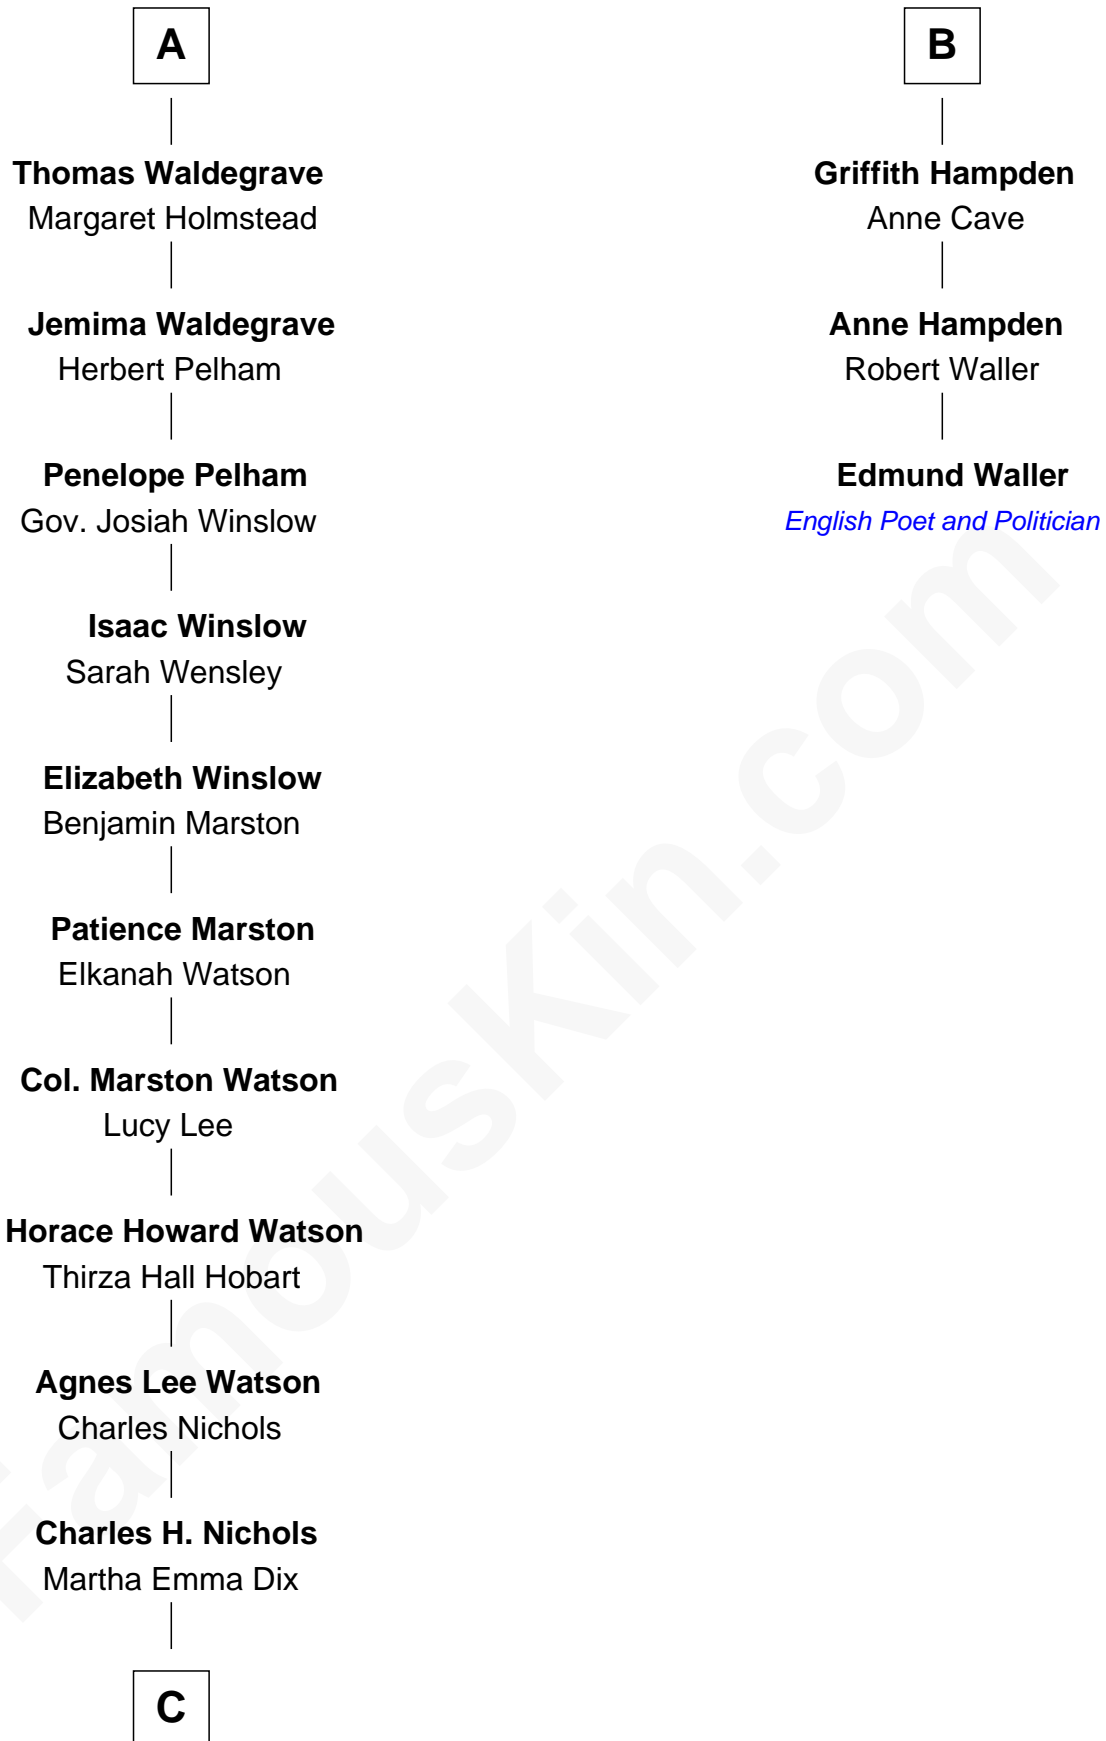 A
Thomas Waldegrave
Margaret Holmstead
Jemima Waldegrave
Herbert Pelham
Penelope Pelham
Gov. Josiah Winslow
Isaac Winslow
Sarah Wensley
Elizabeth Winslow
Benjamin Marston
Patience Marston
Elkanah Watson
Col. Marston Watson
Lucy Lee
Horace Howard Watson
Thirza Hall Hobart
Agnes Lee Watson
Charles Nichols
Charles H. Nichols
Martha Emma Dix
C
B
Griffith Hampden
Anne Cave
Anne Hampden
Robert Waller
Edmund Waller
English Poet and Politician
FamousKin.com